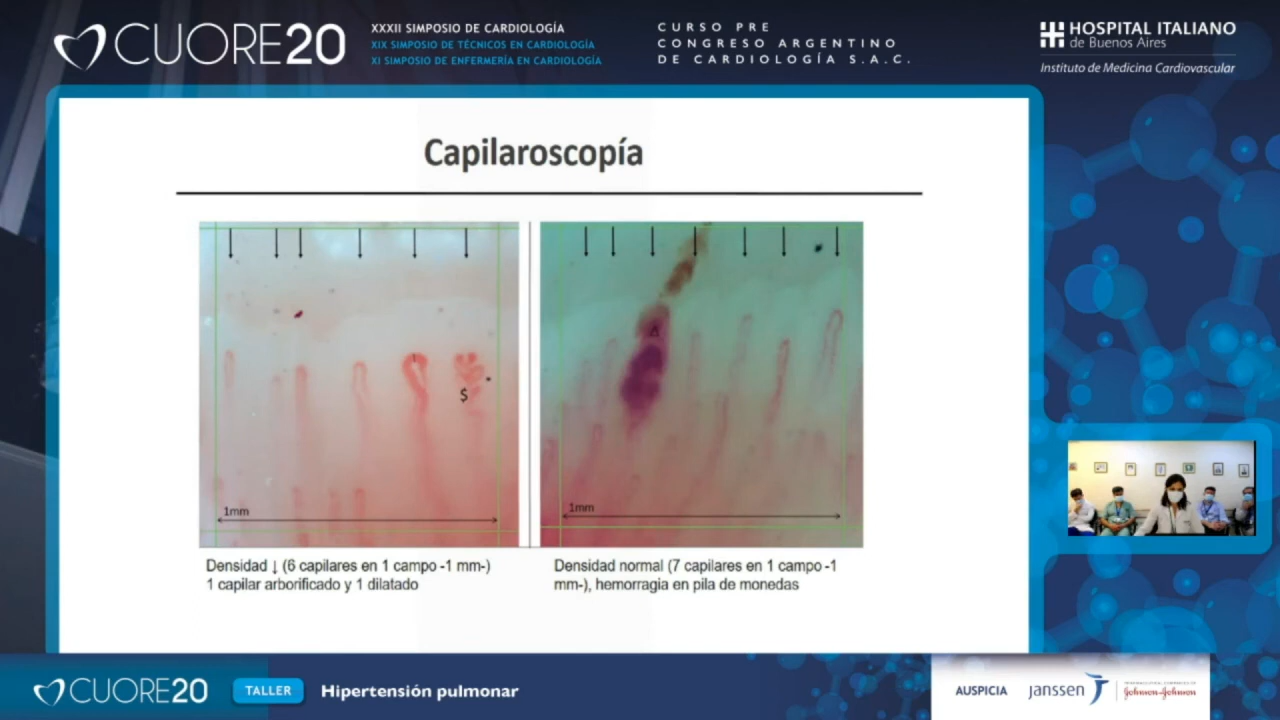 CUORE20
XXXII SIMPOSIO DE CARDIOLOGÍA
XIX SIMPOSIO DE TÉCNICOS EN CARDIOLOGÍA
XI SIMPOSIO DE ENFERMERÍA EN CARDIOLOGÍA
CURSO PRE
CONGRESO ARGENTINO
DE CARDIOLOGÍA S.A.C.
HOSPITAL ITALIANO
de Buenos Aires
Instituto de Medicina Cardiovascular
Capilaroscopía
$
1mm
1mm
Densidad ↓ (6 capilares en 1 campo -1 mm-)
1 capilar arborificado y 1 dilatado
Densidad normal (7 capilares en 1 campo -1
mm-), hemorragia en pila de monedas
CUORE20
TALLER
Hipertensión pulmonar
AUSPICIA
janssen
Johnson-Johnson